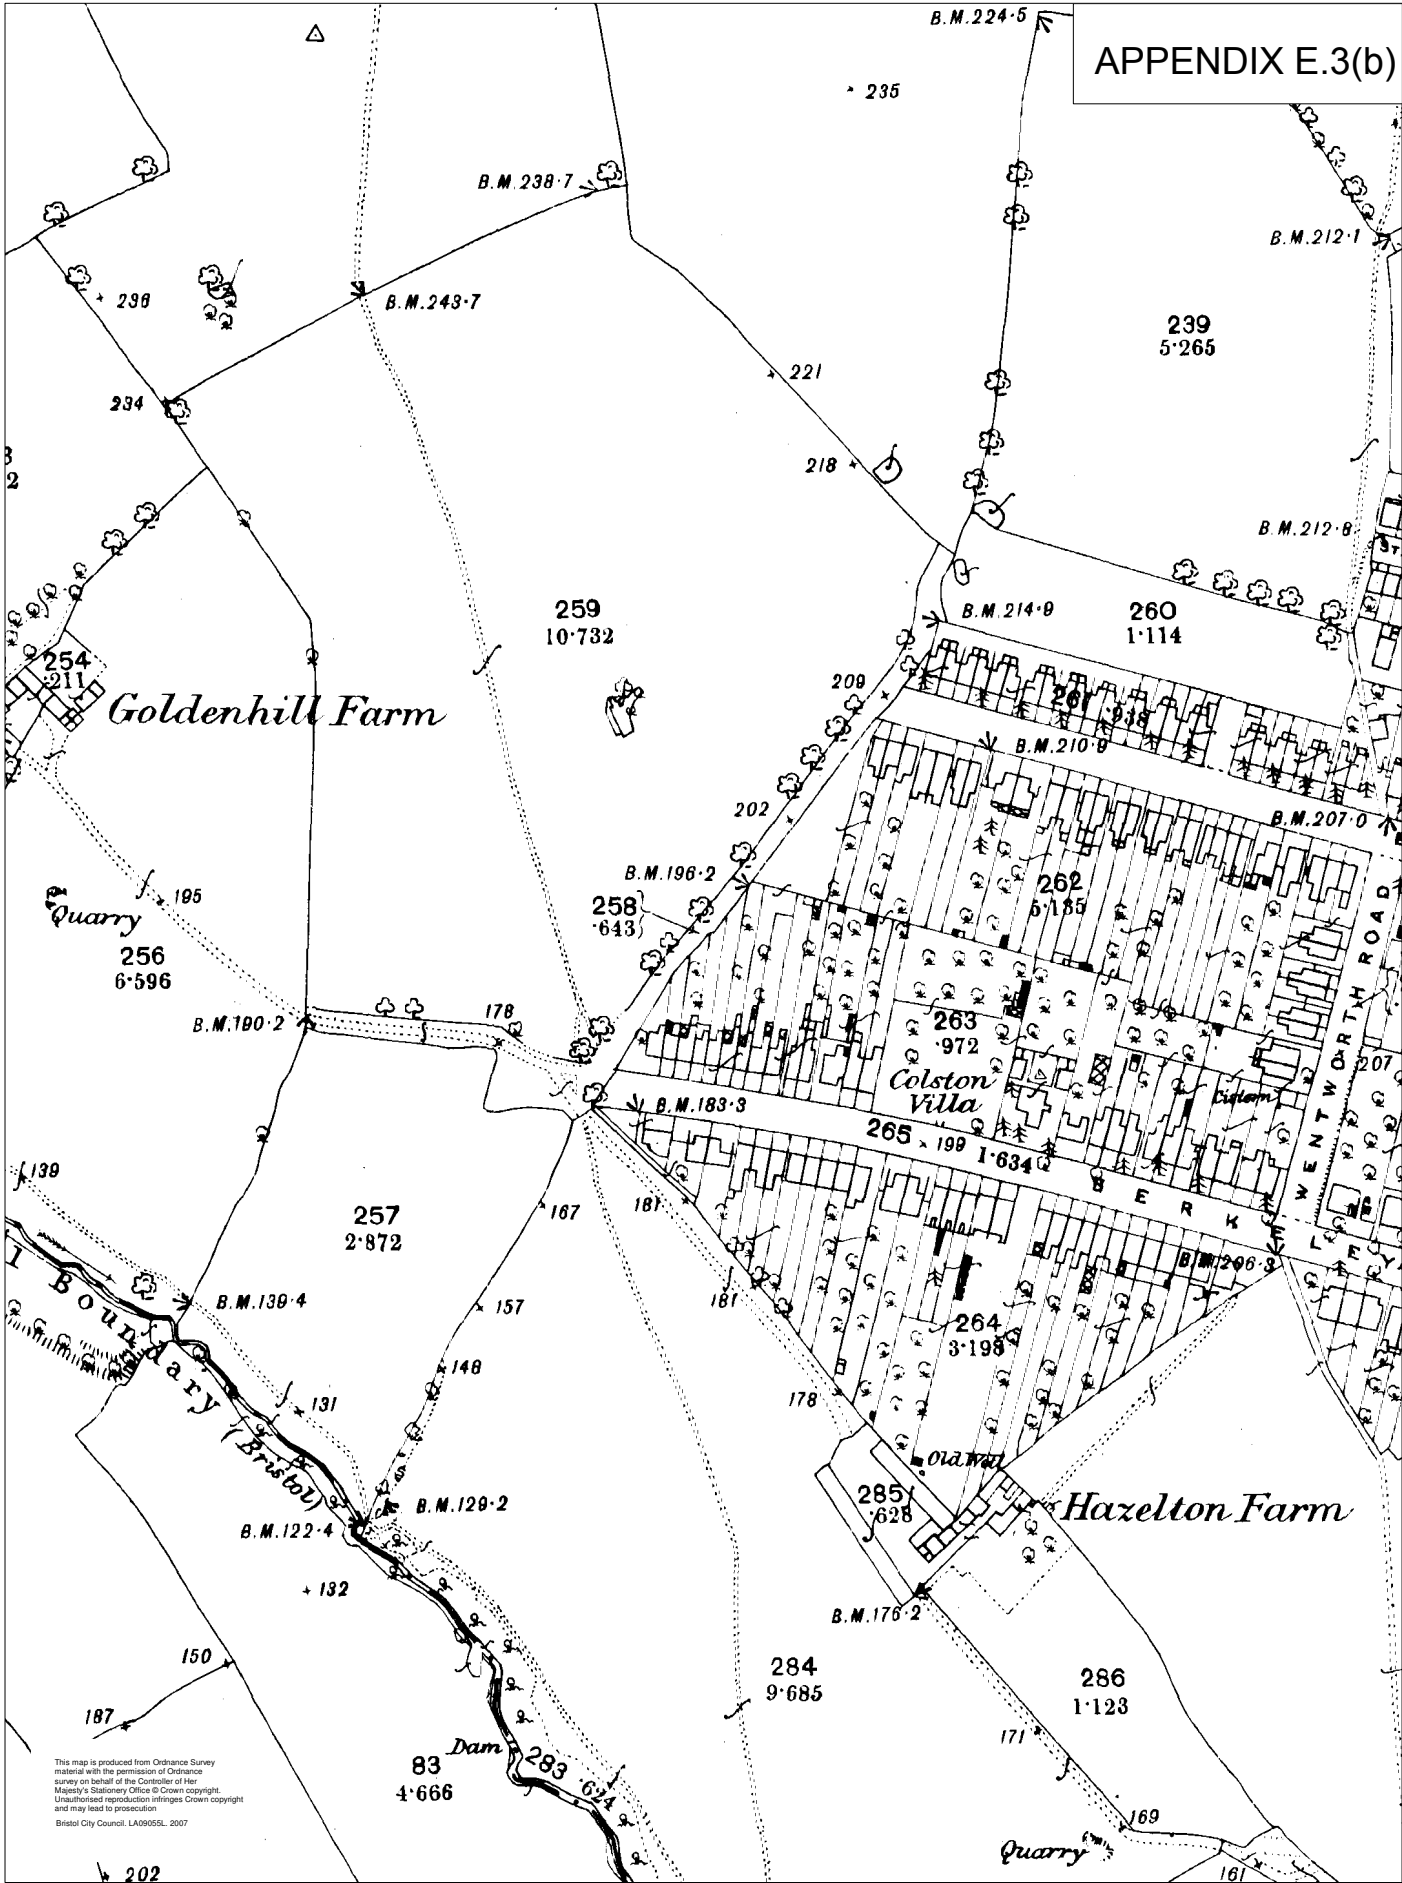 B.M.224·5
APPENDIX E.3(b)
235
B.M.238·7
B.M.212·1
236
B.M.243·7
239
5·265
221
234
218
B.M.212·8
ST
259
10·732
B.M.214·9
260
1·114
254
·211
209
261 ·938
Goldenhill Farm
B.M.210·9
202
B.M.207·0
B.M.196·2
262
5·135
195
258
·643
Quarry
256
6·596
WENTWORTH ROAD
178
B.M.190·2
263
·972
207
Colston
Villa
Cistern
B.M.183·3
265
199
1·634
BERKELEY
139
181
167
257
2·872
B.M.206·3
B.M.139·4
181
157
264
3·198
148
178
131
Boundary
(Bristol)
Old Well
285
·628
B.M.129·2
Hazelton Farm
B.M.122·4
132
B.M.176·2
150
284
9·685
286
1·123
187
171
Dam
83
4·666
283 ·624
169
Quarry
161
202
This map is produced from Ordnance Survey
material with the permission of Ordnance
survey on behalf of the Controller of Her
Majesty's Stationery Office © Crown copyright.
Unauthorised reproduction infringes Crown copyright
and may lead to prosecution
Bristol City Council. LA09055L. 2007